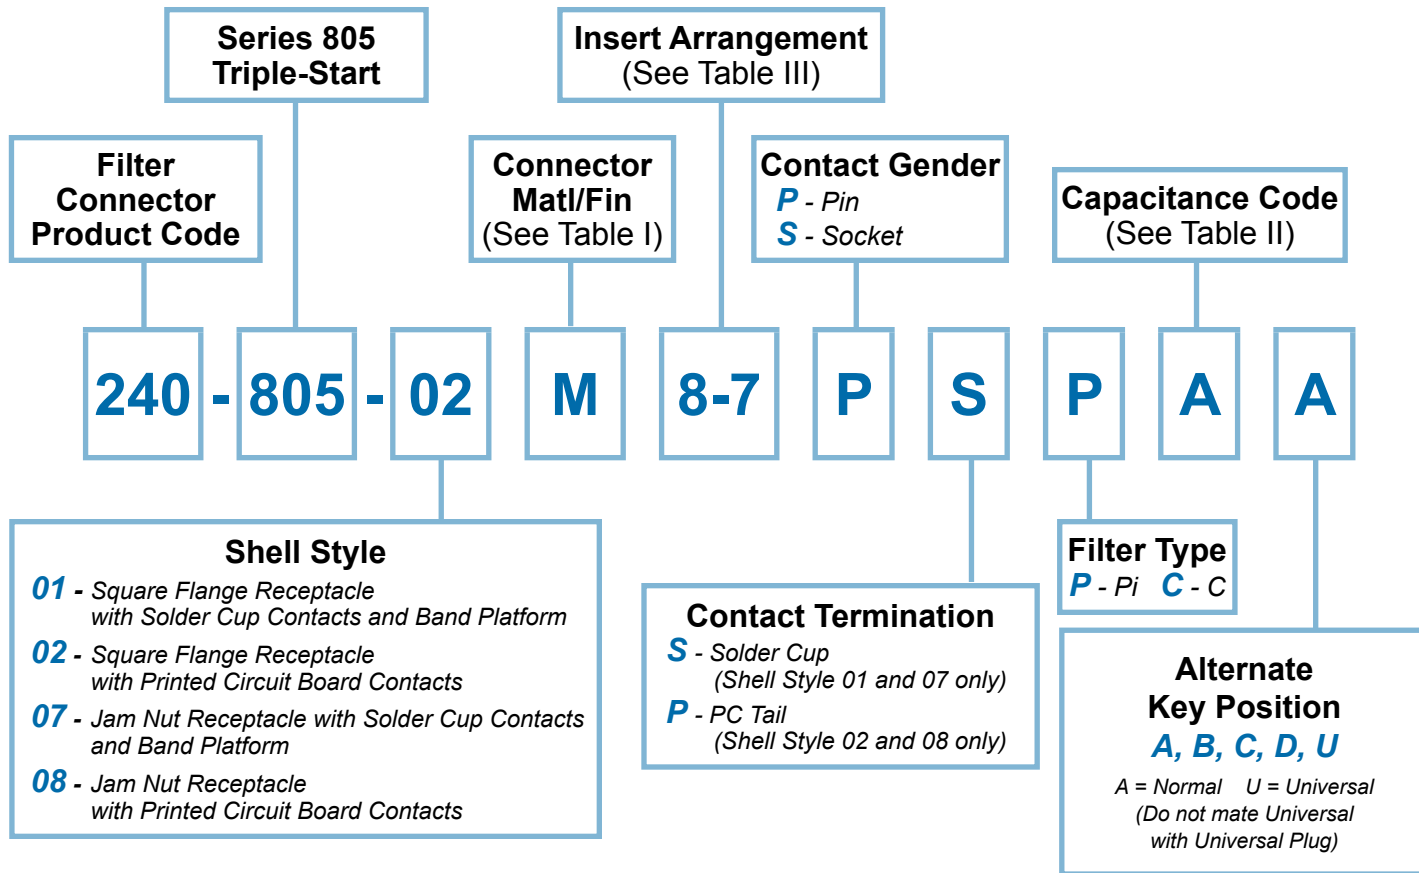 Series 805
Triple-Start
Insert Arrangement
(See Table III)
Filter
Connector
Product Code
Connector
Matl/Fin
(See Table I)
Contact Gender
P - Pin
S - Socket
Capacitance Code
(See Table II)
240 - 805 - 02 M 8-7 P S P A A
Shell Style
01 - Square Flange Receptacle
with Solder Cup Contacts and Band Platform
02 - Square Flange Receptacle
with Printed Circuit Board Contacts
07 - Jam Nut Receptacle with Solder Cup Contacts
and Band Platform
08 - Jam Nut Receptacle
with Printed Circuit Board Contacts
Contact Termination
S - Solder Cup
(Shell Style 01 and 07 only)
P - PC Tail
(Shell Style 02 and 08 only)
Filter Type
P - Pi C - C
Alternate
Key Position
A, B, C, D, U
A = Normal U = Universal
(Do not mate Universal
with Universal Plug)